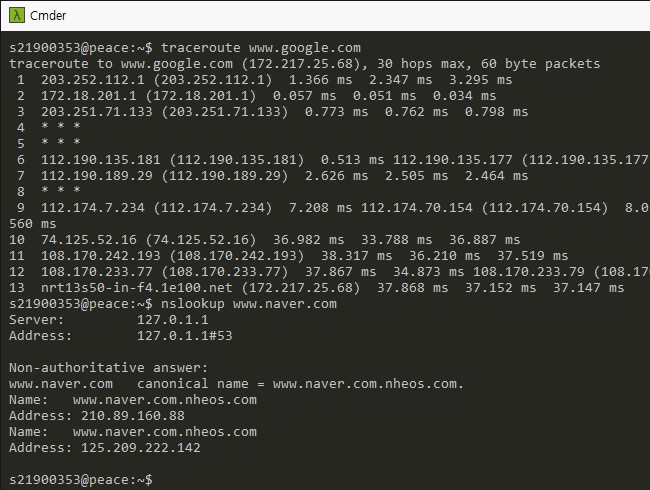 λ Cmder
s21900353@peace:~$ traceroute www.google.com
traceroute to www.google.com (172.217.25.68), 30 hops max, 60 byte packets
 1  203.252.112.1 (203.252.112.1)  1.366 ms  2.347 ms  3.295 ms
 2  172.18.201.1 (172.18.201.1)  0.057 ms  0.051 ms  0.034 ms
 3  203.251.71.133 (203.251.71.133)  0.773 ms  0.762 ms  0.798 ms
 4  * * *
 5  * * *
 6  112.190.135.181 (112.190.135.181)  0.513 ms 112.190.135.177 (112.190.135.177
 7  112.190.189.29 (112.190.189.29)  2.626 ms  2.505 ms  2.464 ms
 8  * * *
 9  112.174.7.234 (112.174.7.234)  7.208 ms 112.174.70.154 (112.174.70.154)  8.0
560 ms
10  74.125.52.16 (74.125.52.16)  36.982 ms  33.788 ms  36.887 ms
11  108.170.242.193 (108.170.242.193)  38.317 ms  36.210 ms  37.519 ms
12  108.170.233.77 (108.170.233.77)  37.867 ms  34.873 ms 108.170.233.79 (108.17
13  nrt13s50-in-f4.1e100.net (172.217.25.68)  37.868 ms  37.152 ms  37.147 ms
s21900353@peace:~$ nslookup www.naver.com
Server:         127.0.1.1
Address:        127.0.1.1#53
Non-authoritative answer:
www.naver.com   canonical name = www.naver.com.nheos.com.
Name:   www.naver.com.nheos.com
Address: 210.89.160.88
Name:   www.naver.com.nheos.com
Address: 125.209.222.142
s21900353@peace:~$